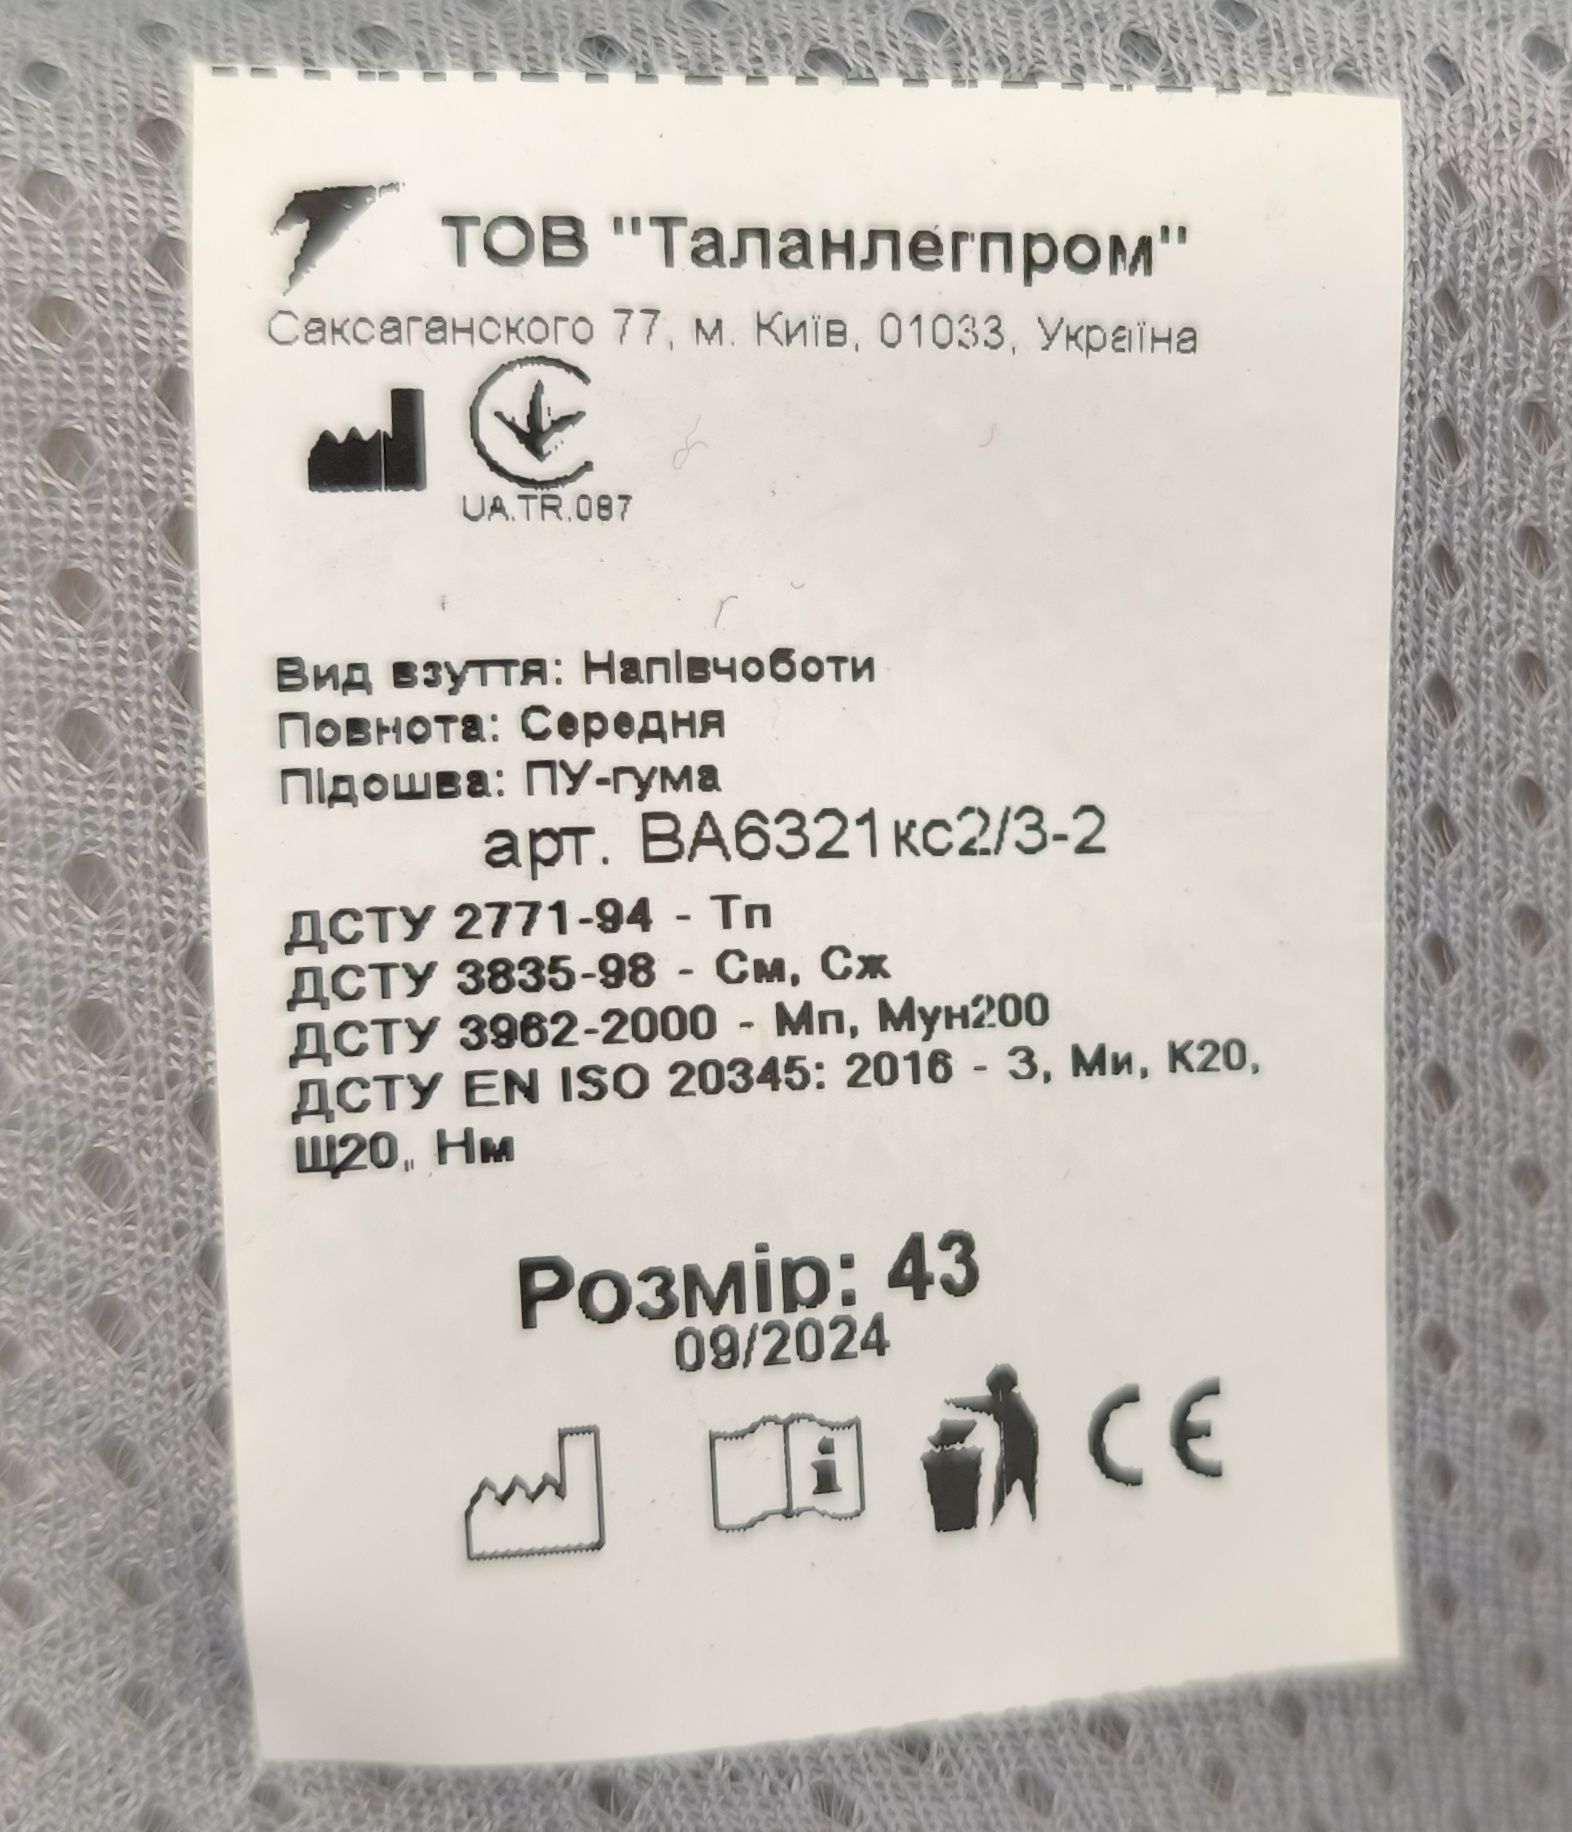 ТОВ "Таланлегпром"
Саксаганского 77, м. Київ, 01033, Україна
UA.TR.087
Вид взуття: Напівчоботи
Повнота: Середня
Підошва: ПУ-гума
арт. ВА6321кс2/3-2
ДСТУ 2771-94 - Тп
ДСТУ 3835-98 - См, Сж
ДСТУ 3962-2000 - Мп, Мун200
ДСТУ EN ISO 20345: 2016 - З, Ми, К20,
Щ20,, Нм
Розмір: 43
09/2024
i
CE